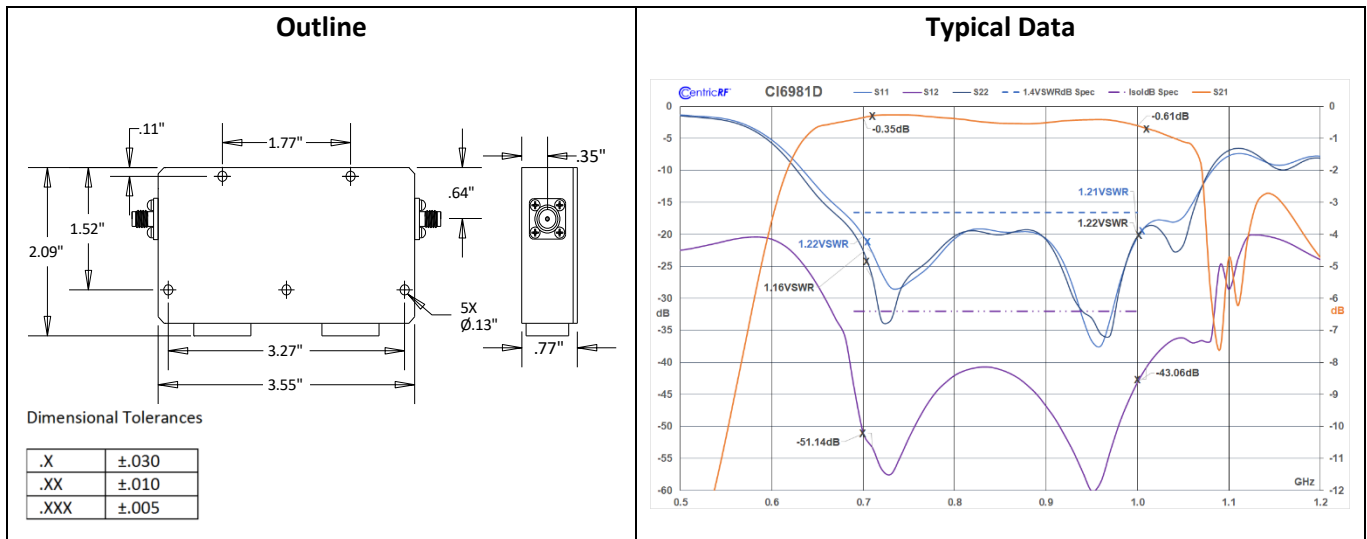 Outline
.11"
1.77"
.35"
.64"
1.52"
2.09"
5X
Ø.13"
3.27"
.77"
3.55"
Dimensional Tolerances
.X ±.030
.XX ±.010
.XXX ±.005
Typical Data
CentricRF CI6981D S11 S12 S22 1.4VSWRdB Spec IsoldB Spec S21
0 0
-0.35dB
-0.61dB
-5 -1
-10 -2
1.21VSWR
-15 -3
1.22VSWR
-20 -4
1.22VSWR
-25 -5
1.16VSWR
-30 -6
dB dB
-35 -7
-40 -8
-43.06dB
-45 -9
-50 -10
-51.14dB
-55 -11
GHz
-60 -12
0.5 0.6 0.7 0.8 0.9 1.0 1.1 1.2